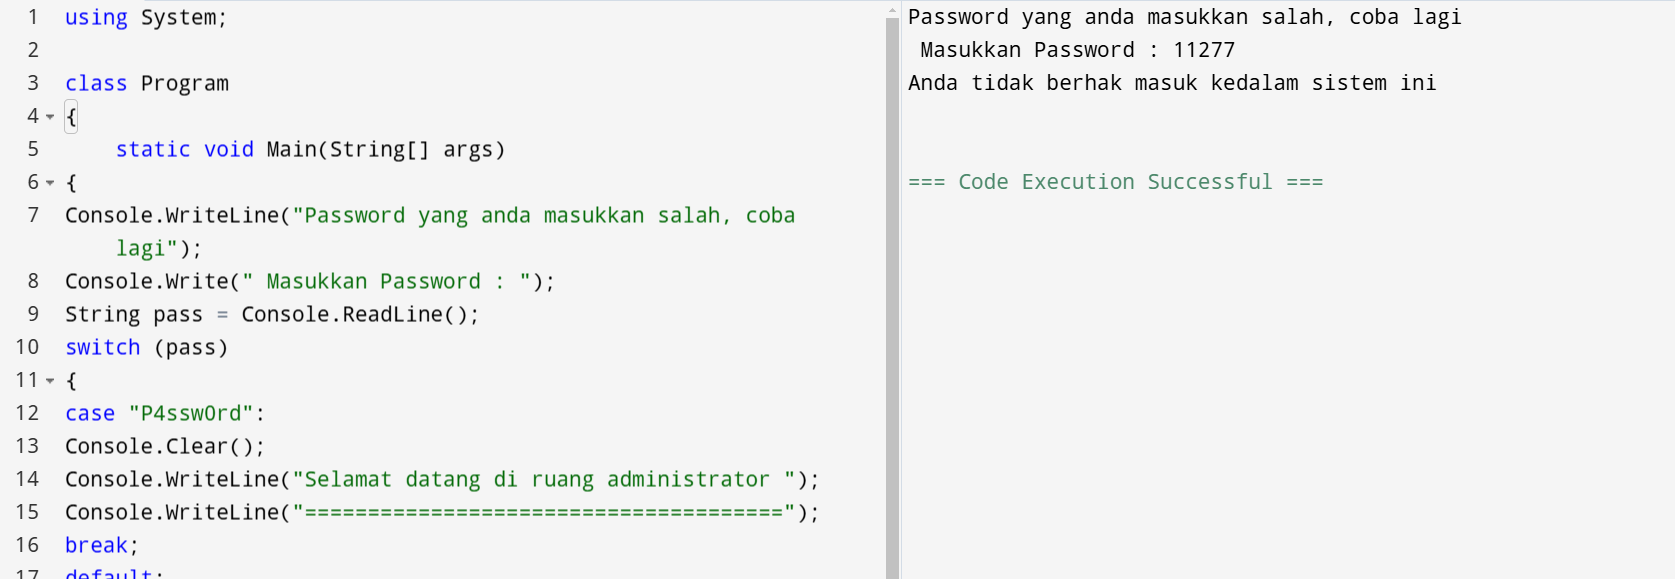 1 using System;
2
3 class Program
4 {
5 static void Main(String[] args)
6 {
7 Console.WriteLine("Password yang anda masukkan salah, coba
lagi");
8 Console.Write(" Masukkan Password : ");
9 String pass = Console.ReadLine();
10 switch (pass)
11 {
12 case "P4ssw0rd":
13 Console.Clear();
14 Console.WriteLine("Selamat datang di ruang administrator ");
15 Console.WriteLine("======================================");
16 break;
17 default:
Password yang anda masukkan salah, coba lagi
Masukkan Password : 11277
Anda tidak berhak masuk kedalam sistem ini
=== Code Execution Successful ===